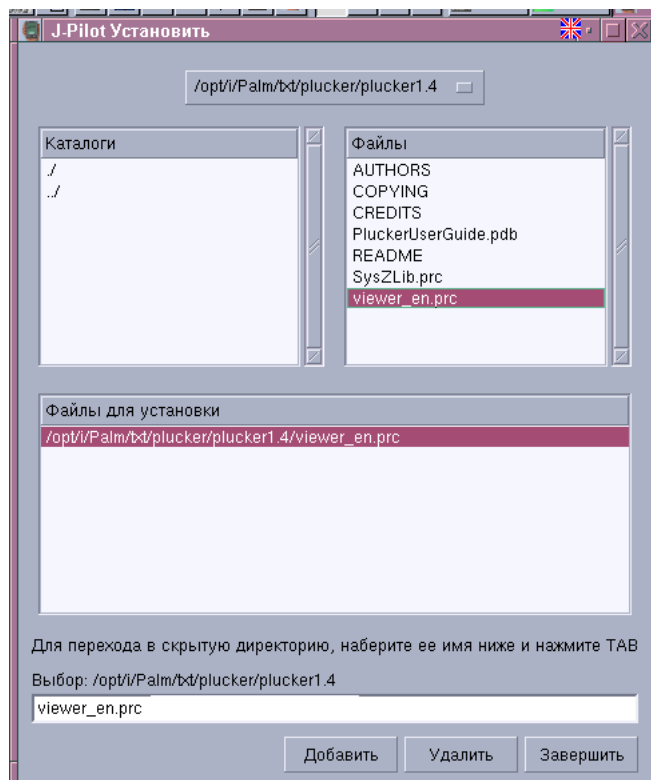 J-Pilot Установить
/opt/i/Palm/txt/plucker/plucker1.4
Каталоги
./
../
Файлы
AUTHORS
COPYING
CREDITS
PluckerUserGuide.pdb
README
SysZLib.prc
viewer_en.prc
Файлы для установки
/opt/i/Palm/txt/plucker/plucker1.4/viewer_en.prc
Для перехода в скрытую директорию, наберите ее имя ниже и нажмите TAB
Выбор: /opt/i/Palm/txt/plucker/plucker1.4
viewer_en.prc
Добавить Удалить Завершить